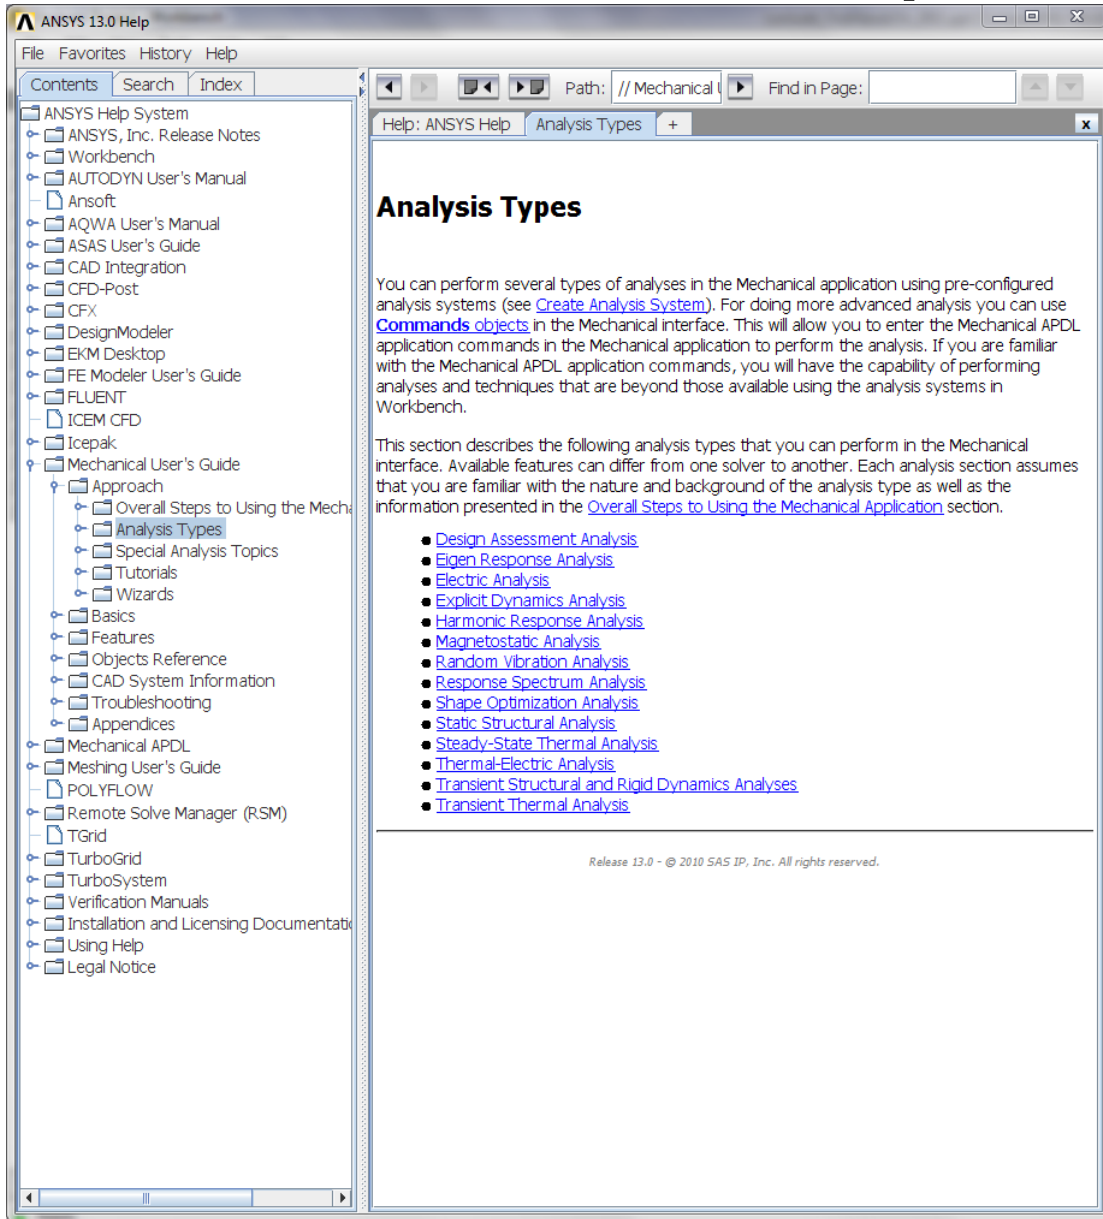 ANSYS 13.0 Help
File Favorites History Help
Contents Search Index
ANSYS Help System
ANSYS, Inc. Release Notes
Workbench
AUTODYN User's Manual
Ansoft
AQWA User's Manual
ASAS User's Guide
CAD Integration
CFD-Post
CFX
DesignModeler
EKM Desktop
FE Modeler User's Guide
FLUENT
ICEM CFD
Icepak
Mechanical User's Guide
Approach
Overall Steps to Using the Mecha
Analysis Types
Special Analysis Topics
Tutorials
Wizards
Basics
Features
Objects Reference
CAD System Information
Troubleshooting
Appendices
Mechanical APDL
Meshing User's Guide
POLYFLOW
Remote Solve Manager (RSM)
TGrid
TurboGrid
TurboSystem
Verification Manuals
Installation and Licensing Documentatio
Using Help
Legal Notice
Path: // Mechanical U Find in Page:
Help: ANSYS Help Analysis Types + x
Analysis Types
You can perform several types of analyses in the Mechanical application using pre-configured
analysis systems (see Create Analysis System). For doing more advanced analysis you can use
Commands objects in the Mechanical interface. This will allow you to enter the Mechanical APDL
application commands in the Mechanical application to perform the analysis. If you are familiar
with the Mechanical APDL application commands, you will have the capability of performing
analyses and techniques that are beyond those available using the analysis systems in
Workbench.
This section describes the following analysis types that you can perform in the Mechanical
interface. Available features can differ from one solver to another. Each analysis section assumes
that you are familiar with the nature and background of the analysis type as well as the
information presented in the Overall Steps to Using the Mechanical Application section.
Design Assessment Analysis
Eigen Response Analysis
Electric Analysis
Explicit Dynamics Analysis
Harmonic Response Analysis
Magnetostatic Analysis
Random Vibration Analysis
Response Spectrum Analysis
Shape Optimization Analysis
Static Structural Analysis
Steady-State Thermal Analysis
Thermal-Electric Analysis
Transient Structural and Rigid Dynamics Analyses
Transient Thermal Analysis
Release 13.0 - © 2010 SAS IP, Inc. All rights reserved.